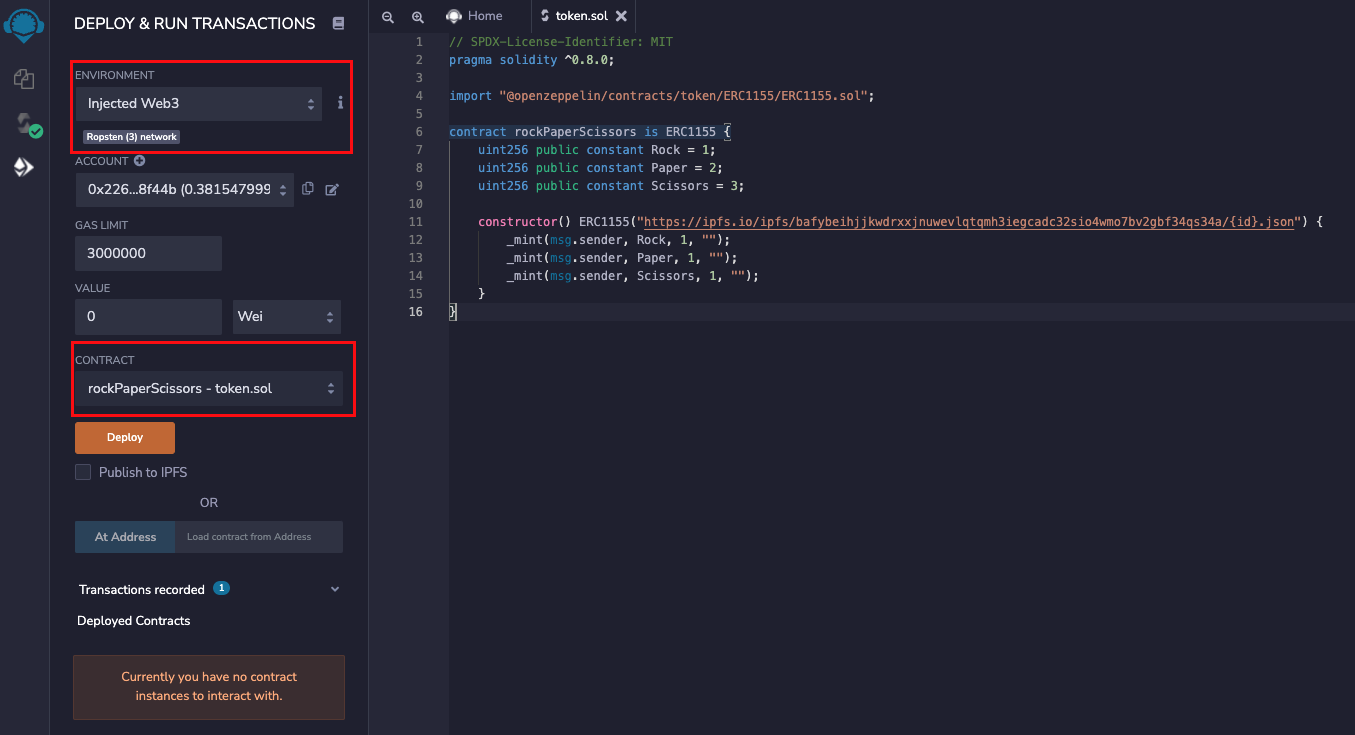 DEPLOY & RUN TRANSACTIONS
ENVIRONMENT
Injected Web3
i
Ropsten (3) network
ACCOUNT
0x226...8f44b (0.381547999
GAS LIMIT
3000000
VALUE
0
Wei
CONTRACT
rockPaperScissors - token.sol
Deploy
Publish to IPFS
OR
At Address
Load contract from Address
Transactions recorded 1
Deployed Contracts
Currently you have no contract
instances to interact with.
Home
token.sol
1 // SPDX-License-Identifier: MIT
2 pragma solidity ^0.8.0;
3
4 import "@openzeppelin/contracts/token/ERC1155/ERC1155.sol";
5
6 contract rockPaperScissors is ERC1155 {
7 uint256 public constant Rock = 1;
8 uint256 public constant Paper = 2;
9 uint256 public constant Scissors = 3;
10
11 constructor() ERC1155("https://ipfs.io/ipfs/bafybeihjjkwdrxxjnuwevlqtqmh3iegcadc32sio4wmo7bv2gbf34qs34a/{id}.json") {
12 _mint(msg.sender, Rock, 1, "");
13 _mint(msg.sender, Paper, 1, "");
14 _mint(msg.sender, Scissors, 1, "");
15 }
16 }